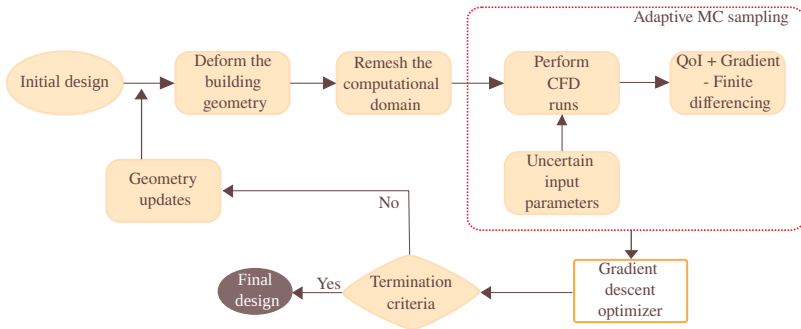 Adaptive MC sampling
Initial design
Deform the
building
geometry
Remesh the
computational
domain
Perform
CFD
runs
QoI + Gradient
- Finite
differencing
Uncertain
input
parameters
Geometry
updates
No
Final
design
Yes
Termination
criteria
Gradient
descent
optimizer